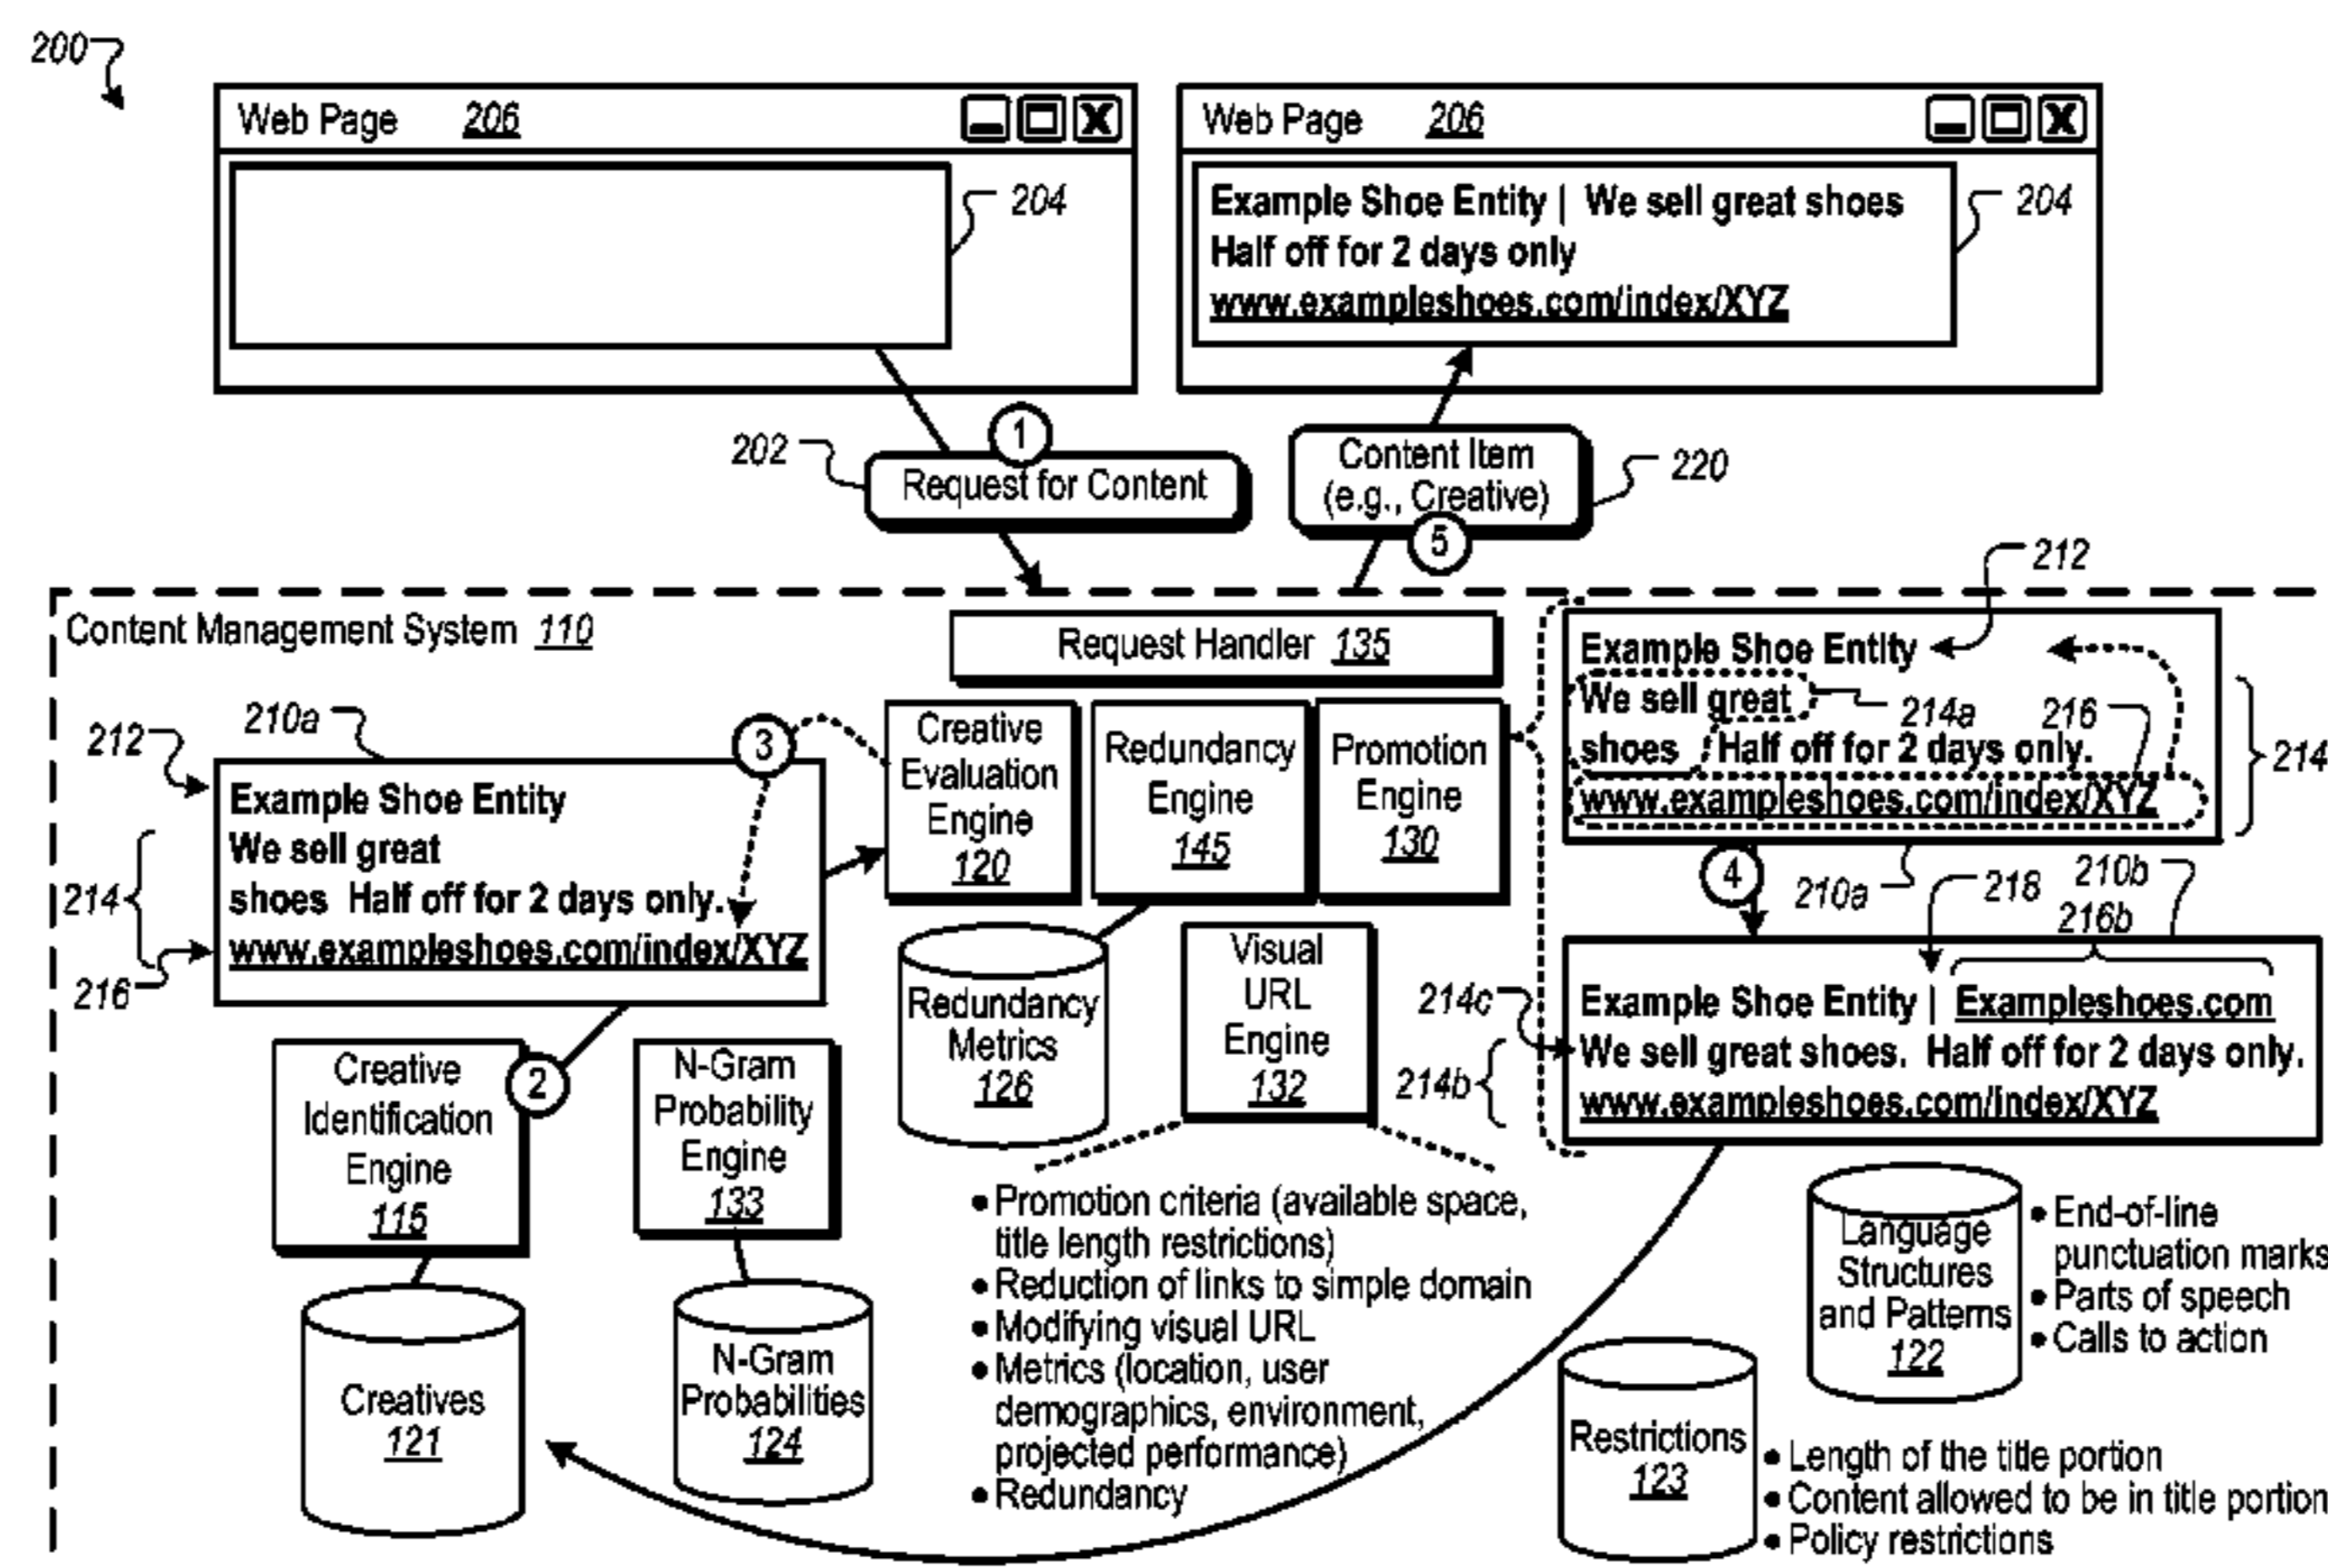 200
Web Page 206
204
Web Page 206
Example Shoe Entity | We sell great shoes
Half off for 2 days only
www.exampleshoes.com/index/XYZ
204
202
1
Request for Content
Content Item
(e.g., Creative)
5
220
Content Management System 110
Request Handler 135
212
210a
214
216
Example Shoe Entity
We sell great
shoes Half off for 2 days only.
www.exampleshoes.com/index/XYZ
3
Creative
Evaluation
Engine
120
Redundancy
Engine
145
Promotion
Engine
130
212
Example Shoe Entity
We sell great
214a
216
shoes Half off for 2 days only.
www.exampleshoes.com/index/XYZ
214
4
210a
218
210b
216b
214c
214b
Example Shoe Entity | Exampleshoes.com
We sell great shoes. Half off for 2 days only.
www.exampleshoes.com/index/XYZ
Creative
Identification
Engine
115
2
N-Gram
Probability
Engine
133
Redundancy
Metrics
126
Visual
URL
Engine
132
Creatives
121
N-Gram
Probabilities
124
• Promotion criteria (available space,
title length restrictions)
• Reduction of links to simple domain
• Modifying visual URL
• Metrics (location, user
demographics, environment,
projected performance)
• Redundancy
Language
Structures
and Patterns
122
• End-of-line
punctuation marks
• Parts of speech
• Calls to action
Restrictions
123
• Length of the title portion
• Content allowed to be in title portion
• Policy restrictions